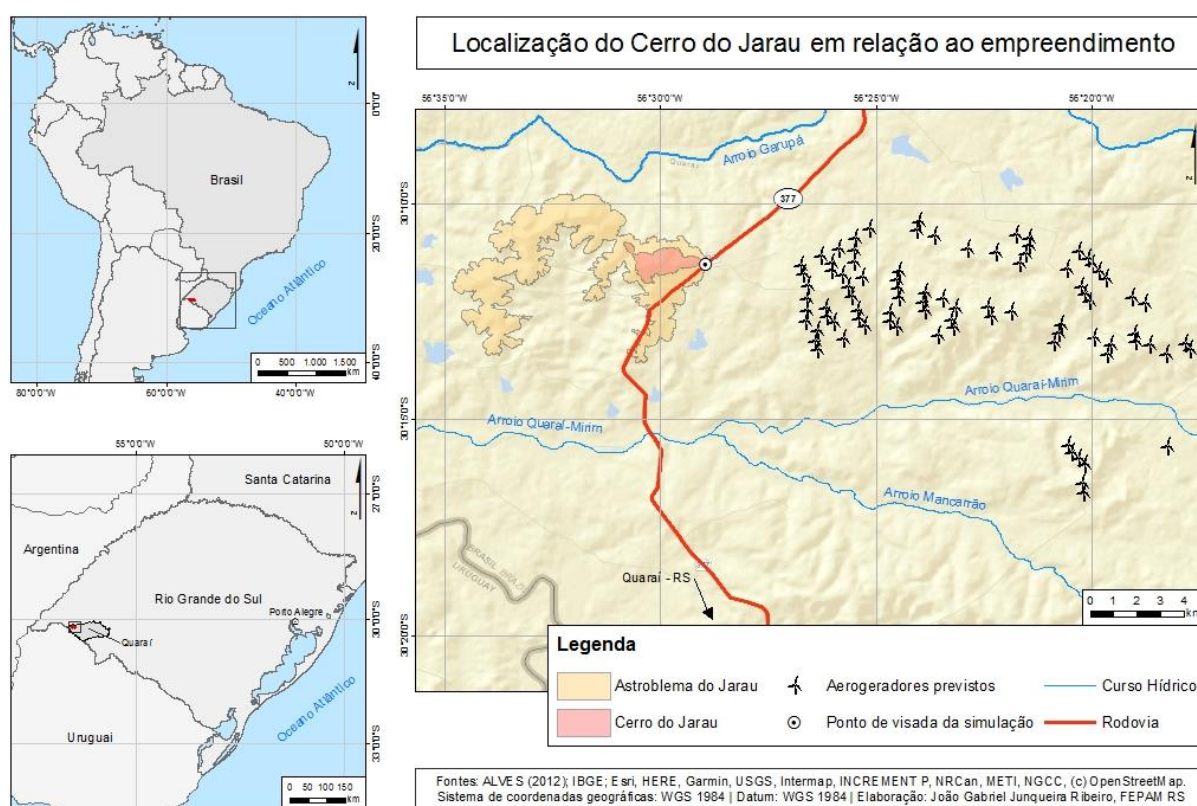 Localização do Cerro do Jarau em relação ao empreendimento
N
0°0'0"
20°0'0"S
40°0'0"S
Brasil
Oceano Atlântico
0 500 1.000 1.500
km
80°0'0"W 60°0'0"W 40°0'0"W
55°0'0"W 50°0'0"W
N
27°0'0"S
30°0'0"S
33°0'0"S
Santa Catarina
Argentina
Rio Grande do Sul
Porto Alegre
Quaraí
Uruguai
Oceano Atlântico
0 50 100 150
km
56°35'0"W 56°30'0"W 56°25'0"W 56°20'0"W
N
30°10'0"S
30°15'0"S
30°20'0"S
Arroio Garupá
Quaraí
377
Arroio Quaraí-Mirim
Arroio Quaraí-Mirim
Arroio Mancarrão
BRASIL
URUGUAY
377
Quaraí - RS
0 1 2 3 4
km
Legenda
Astroblema do Jarau
Aerogeradores previstos
Curso Hídrico
Cerro do Jarau
Ponto de visada da simulação
Rodovia
Fontes: ALVES (2012); IBGE; Esri, HERE, Garmin, USGS, Intermap, INCREMENT P, NRCan, METI, NGCC, (c) OpenStreetMap.
Sistema de coordenadas geográficas: WGS 1984 | Datum: WGS 1984 | Elaboração: João Gabriel Junqueira Ribeiro, FEPAM RS